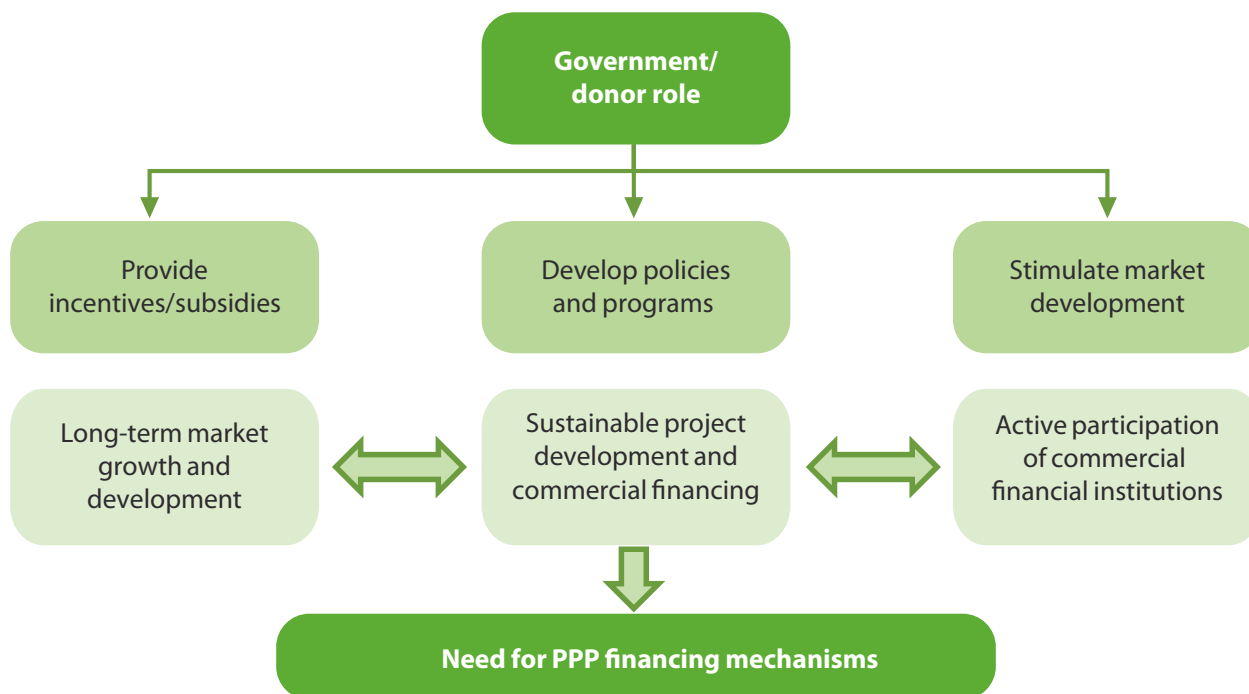 Government/
donor role
Provide
incentives/subsidies
Develop policies
and programs
Stimulate market
development
Long-term market
growth and
development
Sustainable project
development and
commercial financing
Active participation
of commercial
financial institutions
Need for PPP financing mechanisms